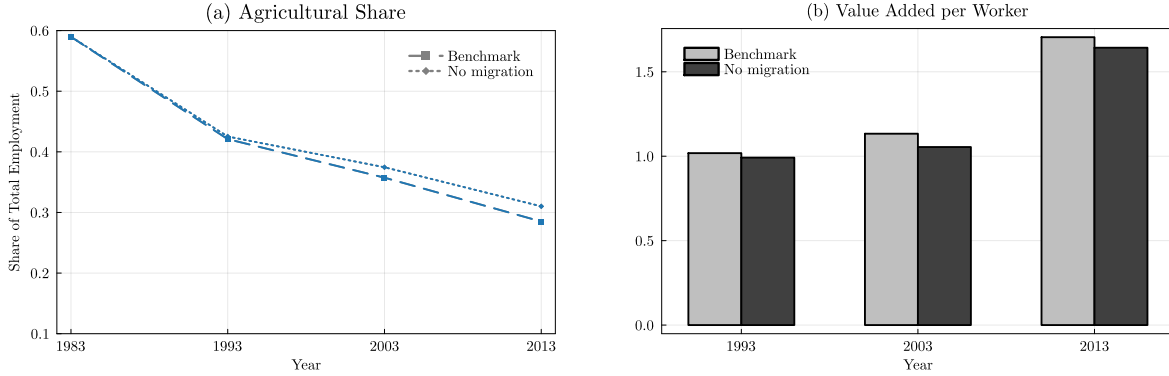 (a) Agricultural Share
0.6
0.5
0.4
0.3
0.2
0.1
Share of Total Employment
Benchmark
No migration
1983
1993
2003
2013
Year
(b) Value Added per Worker
1.5
1.0
0.5
0.0
Benchmark
No migration
1993
2003
2013
Year